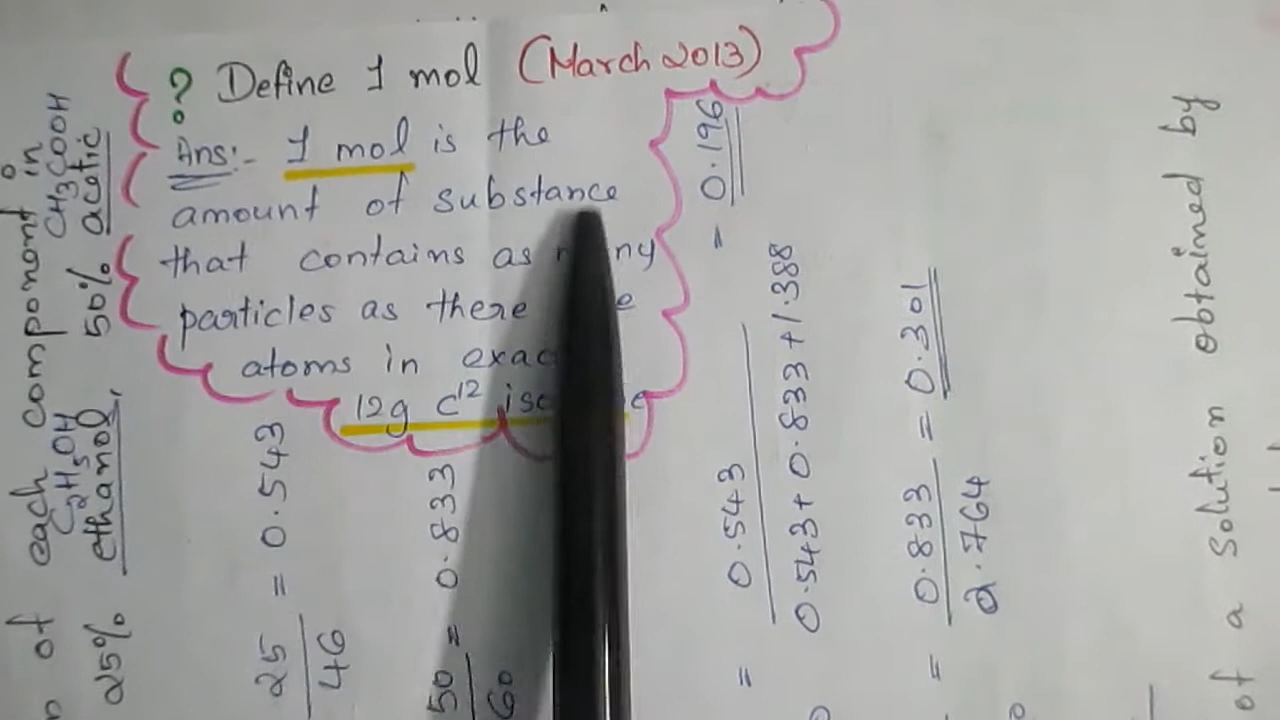 ? Define 1 mol (March 2013)
Ans:- 1 mol is the
amount of substance
that contains as
particles as there
atoms in
12g C12
of each component in
C2H5OH CH3COOH
25% ethanol, 50% acetic
25/46 = 0.543
50/60 = 0.833
= 0.543 / 0.543+0.833+1.388 = 0.196
= 0.833 / 2.764 = 0.301
of a solution obtained by